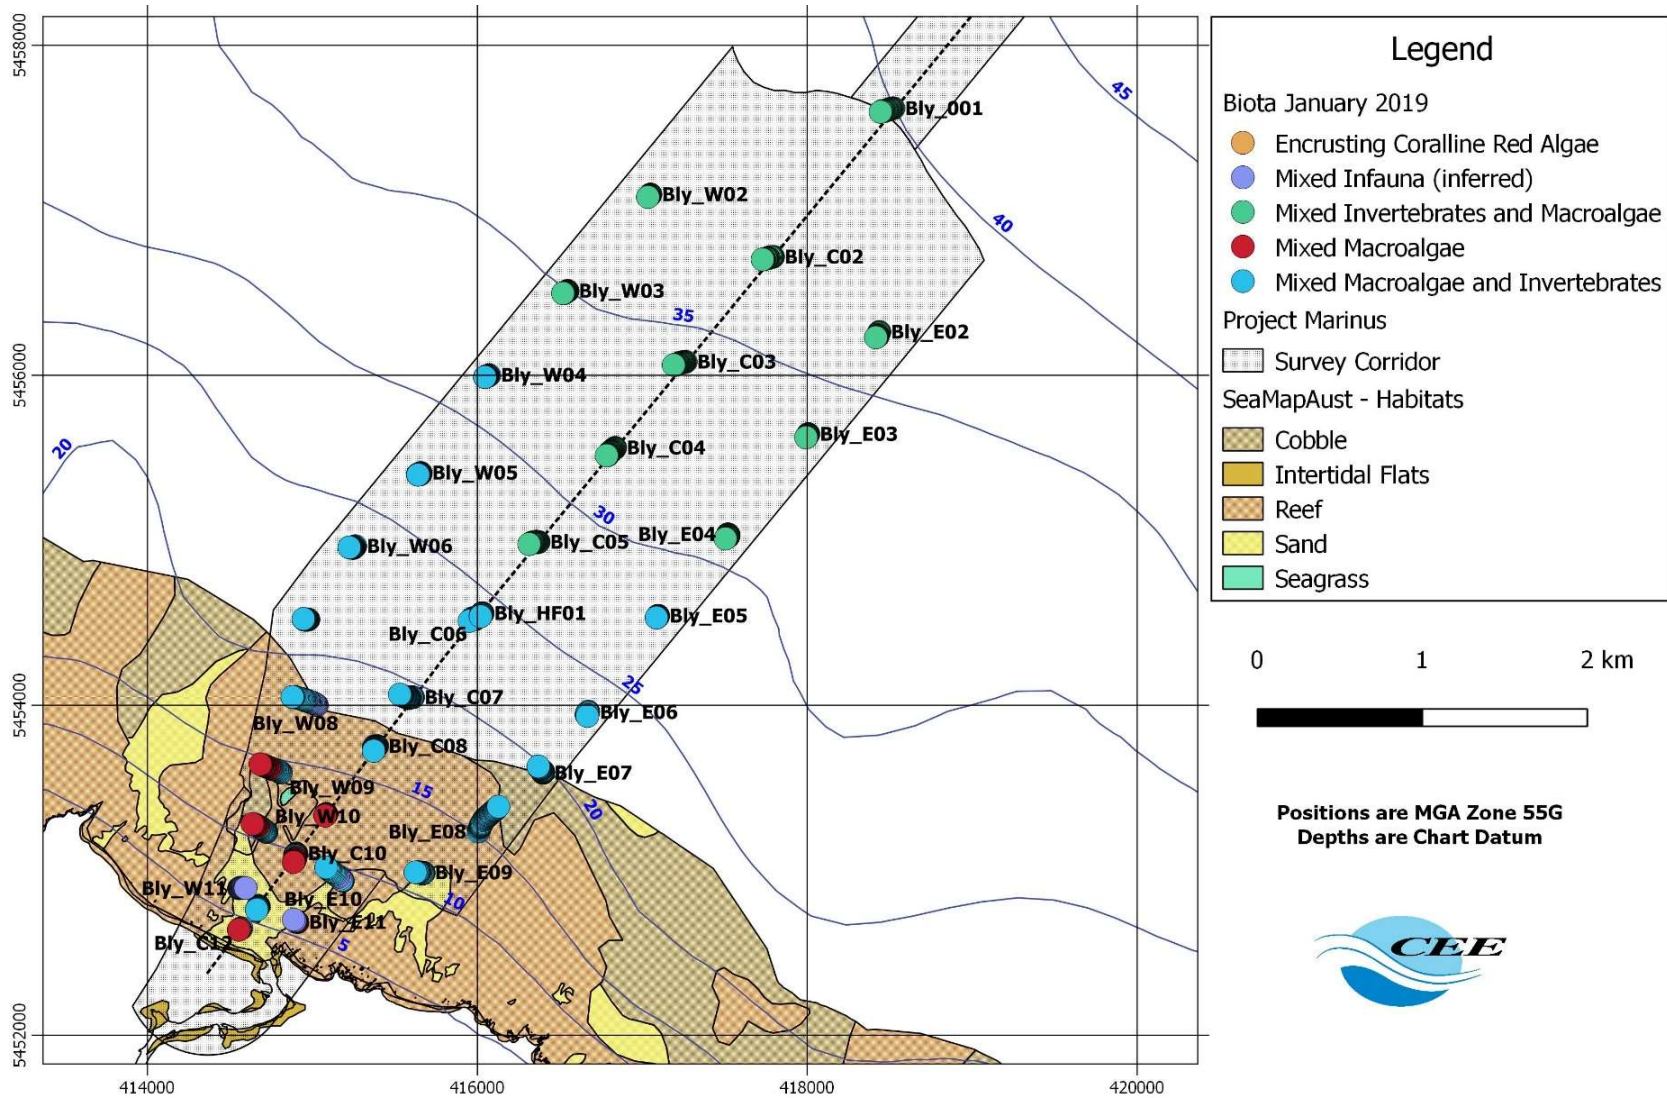 5458000
5456000
5454000
5452000
414000
416000
418000
420000
45
40
35
30
25
20
20
15
10
5
Bly_001
Bly_W02
Bly_C02
Bly_W03
Bly_E02
Bly_C03
Bly_W04
Bly_E03
Bly_C04
Bly_W05
Bly_E04
Bly_C05
Bly_W06
Bly_HF01
Bly_E05
Bly_C06
Bly_C07
Bly_E06
Bly_W08
Bly_C08
Bly_E07
Bly_W09
Bly_W10
Bly_E08
Bly_C10
Bly_E09
Bly_W11
Bly_E10
Bly_E11
Bly_C12
Legend
Biota January 2019
Encrusting Coralline Red Algae
Mixed Infauna (inferred)
Mixed Invertebrates and Macroalgae
Mixed Macroalgae
Mixed Macroalgae and Invertebrates
Project Marinus
Survey Corridor
SeaMapAust - Habitats
Cobble
Intertidal Flats
Reef
Sand
Seagrass
0 1 2 km
Positions are MGA Zone 55G
Depths are Chart Datum
CEE